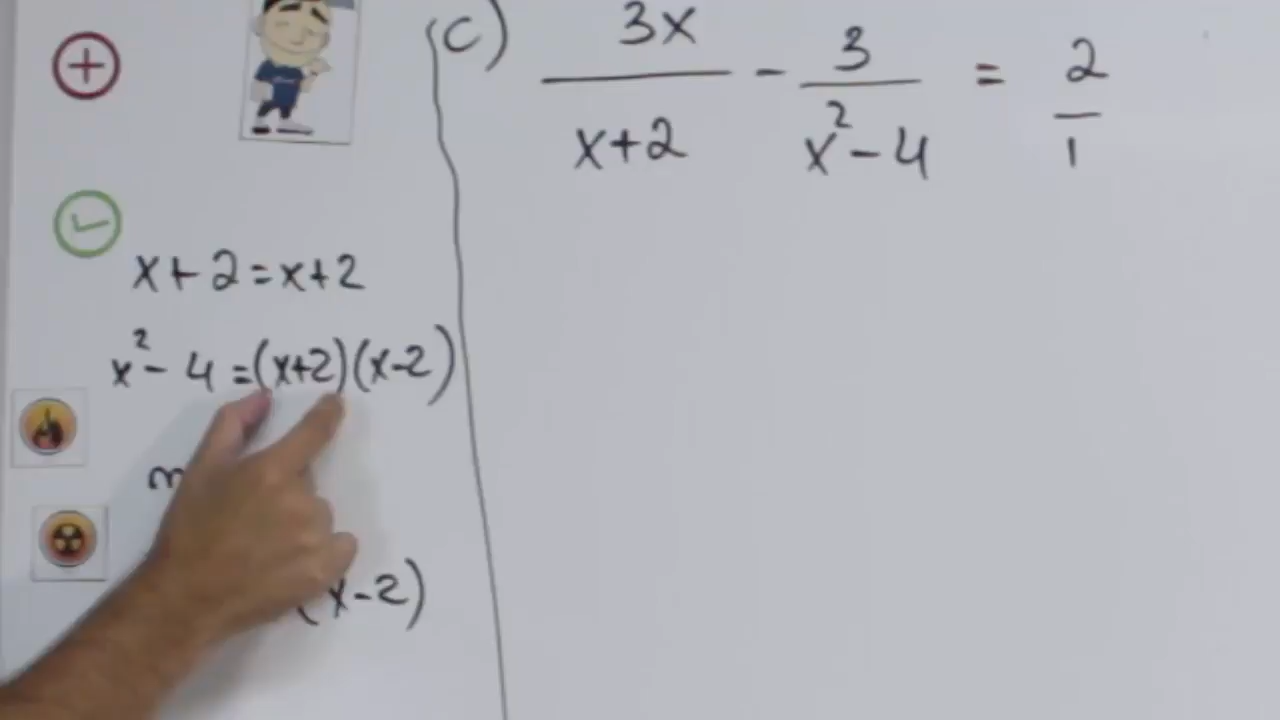 x+2=x+2
x²-4=(x+2)(x-2)
(x-2)
c) 3x/x+2 - 3/x²-4 = 2/1